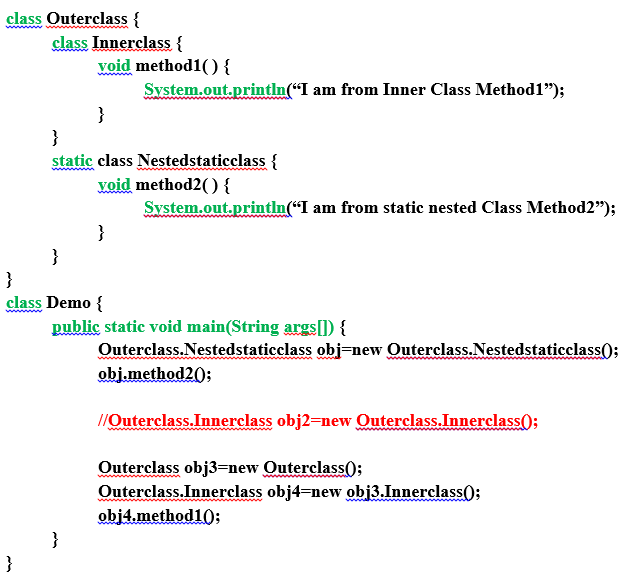 class Outerclass {
class Innerclass {
void method1( ) {
System.out.println(“I am from Inner Class Method1”);
}
}
static class Nestedstaticclass {
void method2( ) {
System.out.println(“I am from static nested Class Method2”);
}
}
}
class Demo {
public static void main(String args[]) {
Outerclass.Nestedstaticclass obj=new Outerclass.Nestedstaticclass();
obj.method2();
//Outerclass.Innerclass obj2=new Outerclass.Innerclass();
Outerclass obj3=new Outerclass();
Outerclass.Innerclass obj4=new obj3.Innerclass();
obj4.method1();
}
}